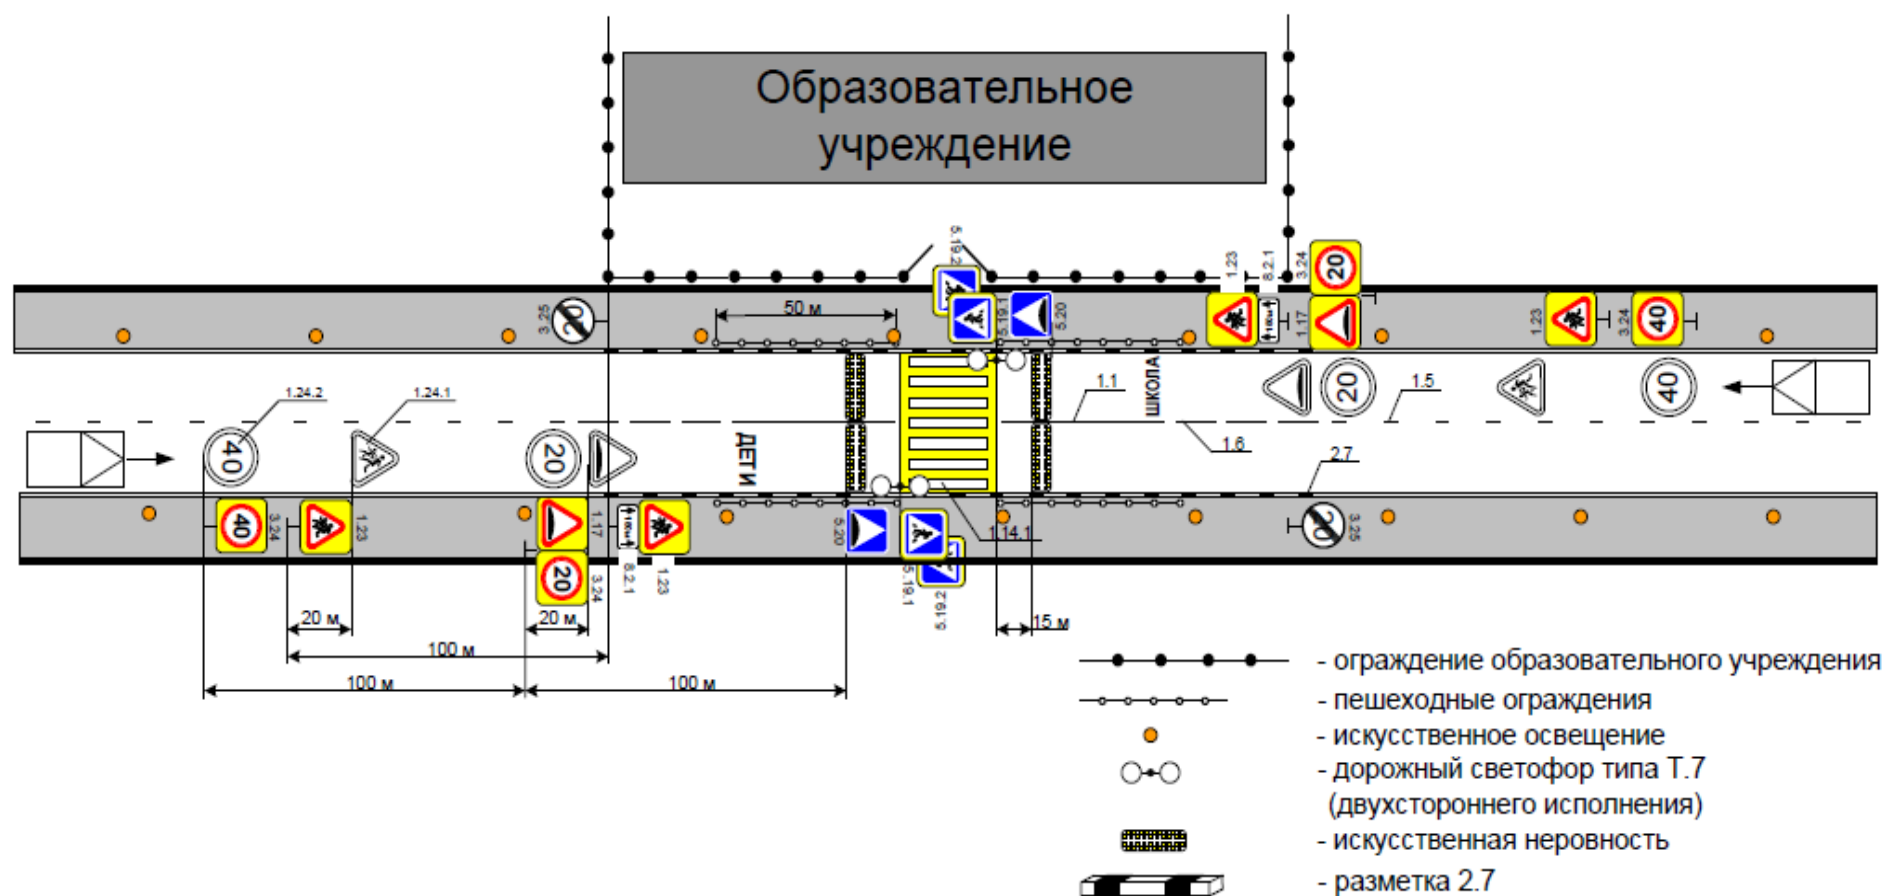 Образовательное
учреждение
5.19.2
1.23
8.2.1
3.24
20
3.25
20
50 м
5.19.1
5.20
1.17
1.23
3.24
40
1.24.2
1.24.1
1.1
ШКОЛА
20
1.5
40
40
20
ДЕТИ
1.6
2.7
40
3.24
1.23
1.17
20
3.24
8.2.1
1.23
5.20
5.19.1
5.19.2
1.14.1
20
3.25
20 м
20 м
15 м
100 м
100 м
100 м
- ограждение образовательного учреждения
- пешеходные ограждения
- искусственное освещение
- дорожный светофор типа Т.7
(двухстороннего исполнения)
- искусственная неровность
- разметка 2.7